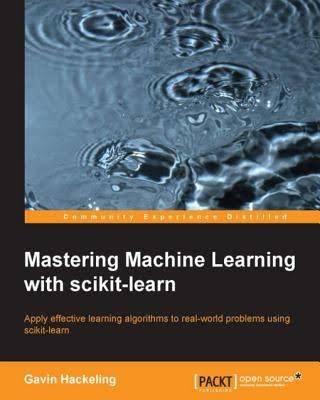 Community Experience Distilled
Mastering Machine Learning
with scikit-learn
Apply effective learning algorithms to real-world problems using
scikit-learn
Gavin Hackeling
[PACKT] open source*
PUBLISHING